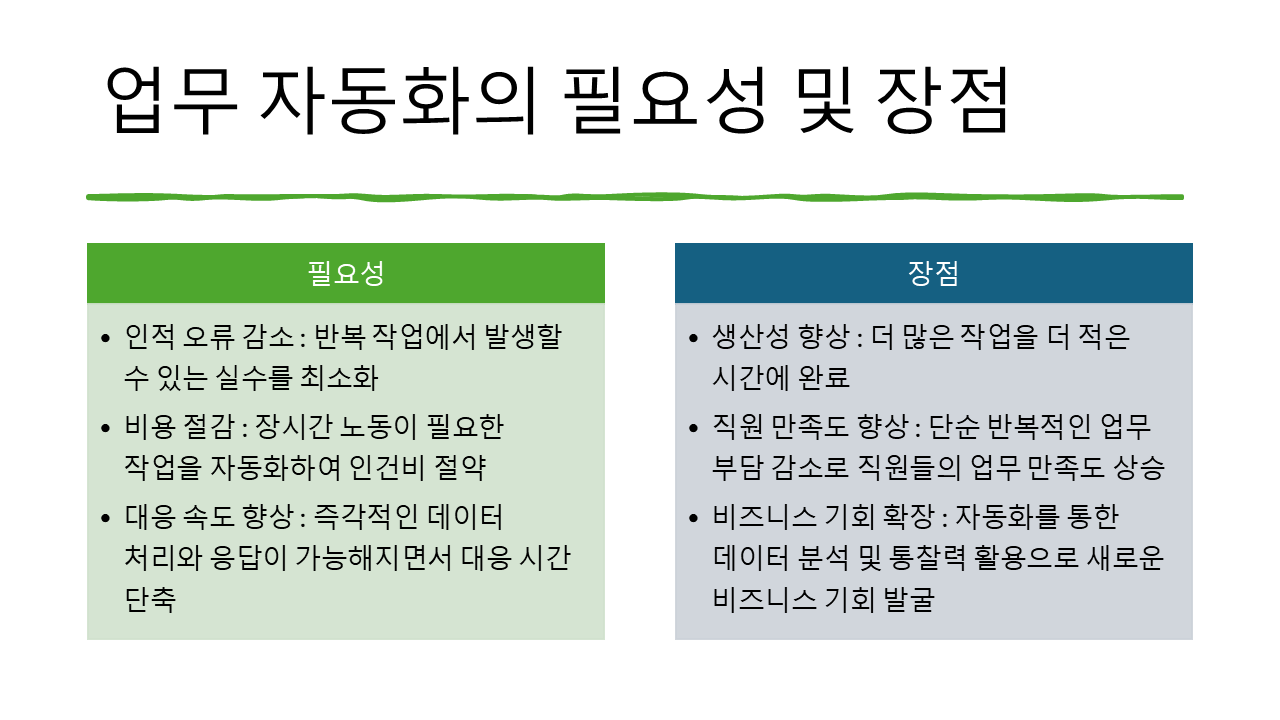 업무 자동화의 필요성 및 장점
필요성
• 인적 오류 감소 : 반복 작업에서 발생할
수 있는 실수를 최소화
• 비용 절감 : 장시간 노동이 필요한
작업을 자동화하여 인건비 절약
• 대응 속도 향상 : 즉각적인 데이터
처리와 응답이 가능해지면서 대응 시간
단축
장점
• 생산성 향상 : 더 많은 작업을 더 적은
시간에 완료
• 직원 만족도 향상 : 단순 반복적인 업무
부담 감소로 직원들의 업무 만족도 상승
• 비즈니스 기회 확장 : 자동화를 통한
데이터 분석 및 통찰력 활용으로 새로운
비즈니스 기회 발굴